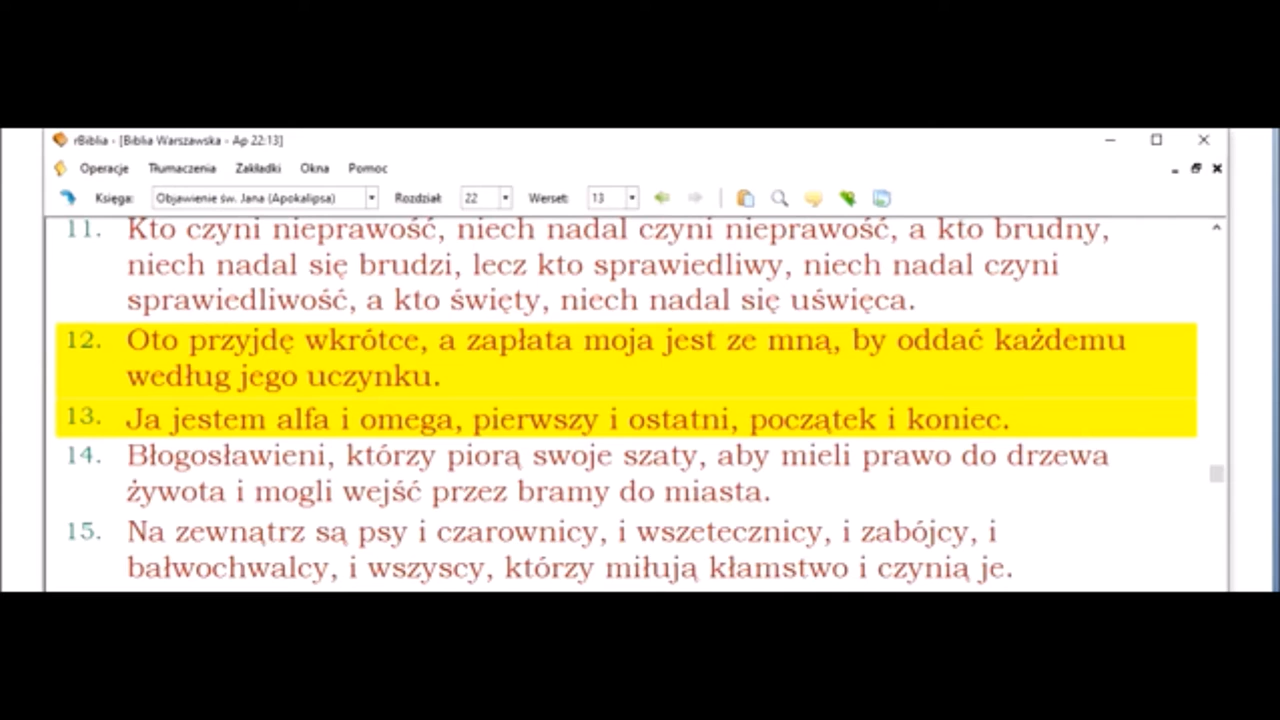 rBiblia - [Biblia Warszawska - Ap 22:13]
Operacje Tłumaczenia Zakładki Okna Pomoc
Księga: Objawienie św. Jana (Apokalipsa) Rozdział: 22 Werset: 13
11. Kto czyni nieprawość, niech nadal czyni nieprawość, a kto brudny,
niech nadal się brudzi, lecz kto sprawiedliwy, niech nadal czyni
sprawiedliwość, a kto święty, niech nadal się uświęca.
12. Oto przyjdę wkrótce, a zapłata moja jest ze mną, by oddać każdemu
według jego uczynku.
13. Ja jestem alfa i omega, pierwszy i ostatni, początek i koniec.
14. Błogosławieni, którzy piorą swoje szaty, aby mieli prawo do drzewa
żywota i mogli wejść przez bramy do miasta.
15. Na zewnątrz są psy i czarownicy, i wszetecznicy, i zabójcy, i
bałwochwalcy, i wszyscy, którzy miłują kłamstwo i czynią je.